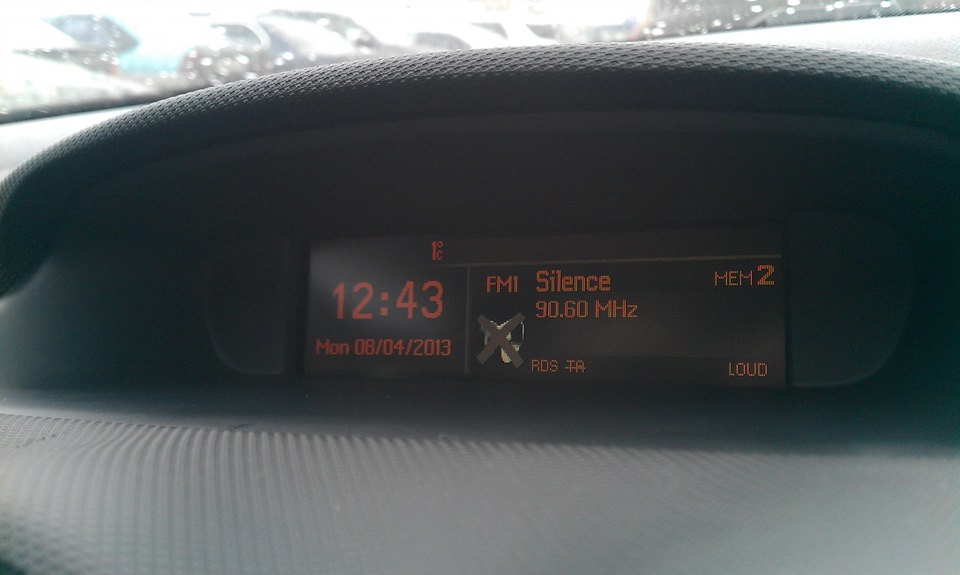 1°C
12:43
Mon 08/04/2013
FM1 Silence MEM 2
90.60 MHz
RDS TA LOUD